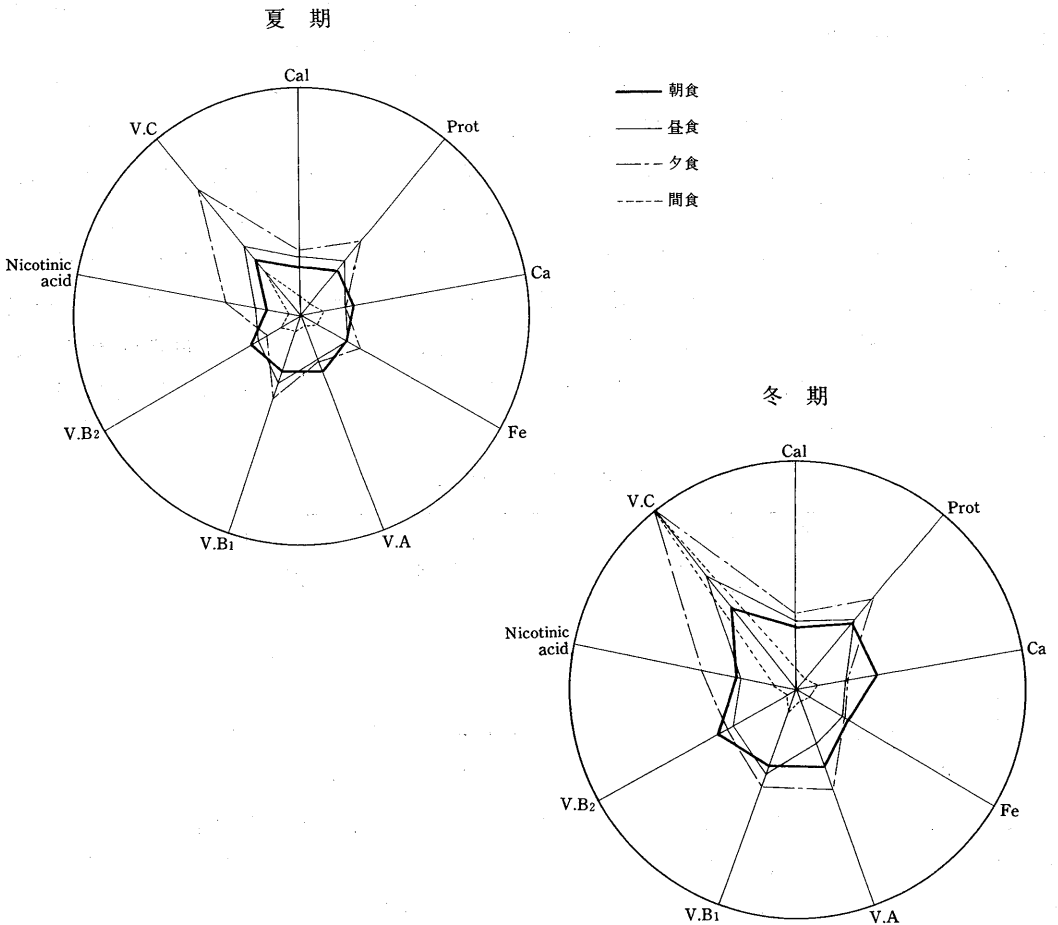 夏 期
Cal
Prot
Ca
Fe
V.A
V.B1
V.B2
Nicotinic
acid
V.C
朝食
昼食
夕食
間食
冬 期
Cal
Prot
Ca
Fe
V.A
V.B1
V.B2
Nicotinic
acid
V.C